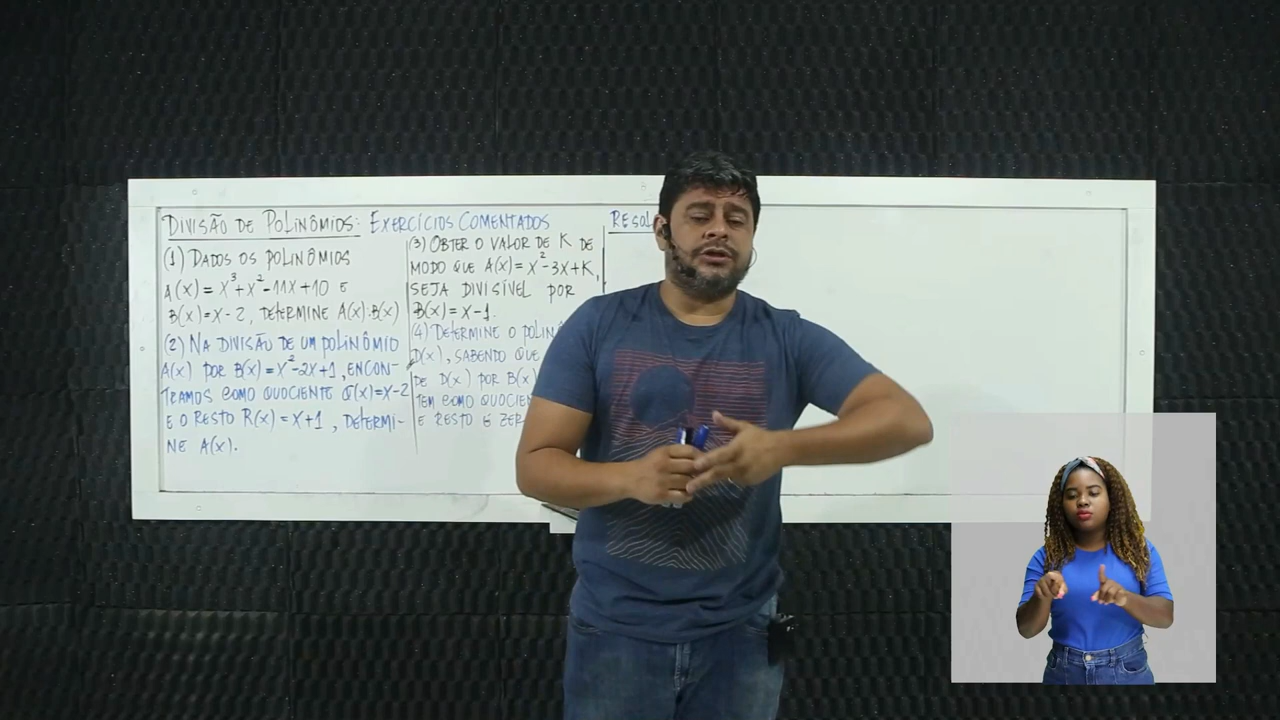 DIVISÃO DE POLINÔMIOS: EXERCÍCIOS COMENTADOS
(1) DADOS OS POLINÔMIOS
A(X) = X³+X²-11X+10 E
B(X)=X-2, DETERMINE A(X):B(X)
(2) NA DIVISÃO DE UM POLINÔMIO
A(X) POR B(X)=X²-2X+1, ENCON-
TRAMOS COMO QUOCIENTE Q(X)=X-2
E O RESTO R(X)=X+1, DETERMI-
NE A(X).
(3) OBTER O VALOR DE K DE
MODO QUE A(X)=X²-3X+K,
SEJA DIVISÍVEL POR
B(X)=X-1.
(4) DETERMINE O POLINÔ
D(X), SABENDO QUE
DE D(X) POR B(X)
TEM COMO QUOCIEN
E RESTO E ZER
RESOL